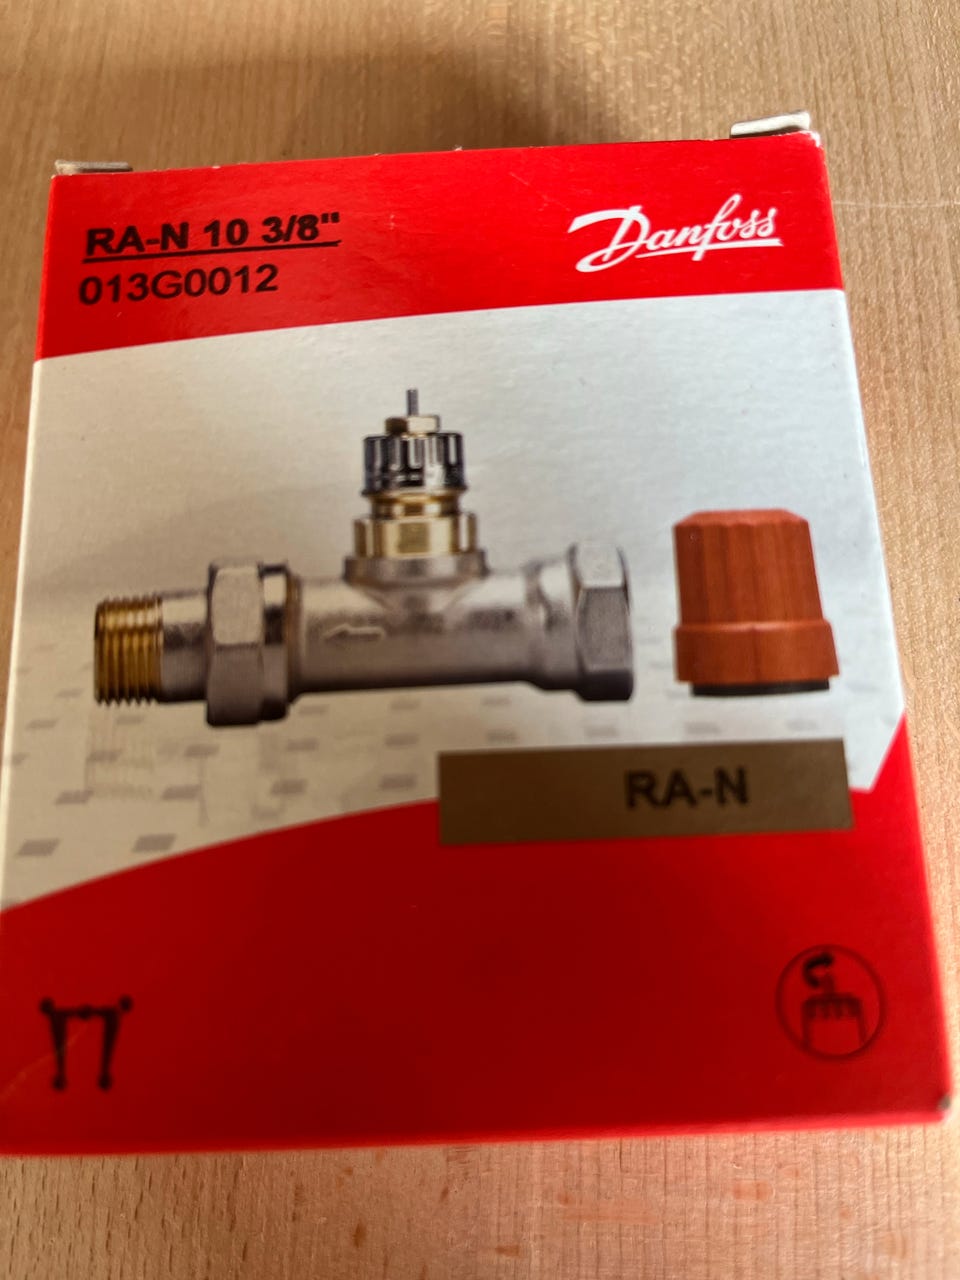 RA-N 10 3/8"
013G0012
Danfoss
RA-N